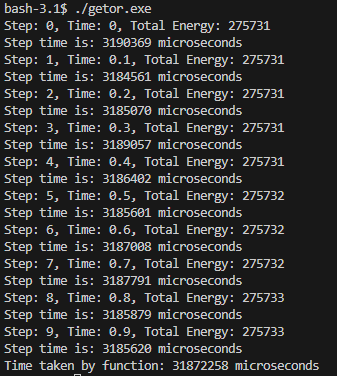 bash-3.1$ ./getor.exe
Step: 0, Time: 0, Total Energy: 275731
Step time is: 3190369 microseconds
Step: 1, Time: 0.1, Total Energy: 275731
Step time is: 3184561 microseconds
Step: 2, Time: 0.2, Total Energy: 275731
Step time is: 3185070 microseconds
Step: 3, Time: 0.3, Total Energy: 275731
Step time is: 3189057 microseconds
Step: 4, Time: 0.4, Total Energy: 275731
Step time is: 3186402 microseconds
Step: 5, Time: 0.5, Total Energy: 275732
Step time is: 3185601 microseconds
Step: 6, Time: 0.6, Total Energy: 275732
Step time is: 3187008 microseconds
Step: 7, Time: 0.7, Total Energy: 275732
Step time is: 3187791 microseconds
Step: 8, Time: 0.8, Total Energy: 275733
Step time is: 3185879 microseconds
Step: 9, Time: 0.9, Total Energy: 275733
Step time is: 3185620 microseconds
Time taken by function: 31872258 microseconds